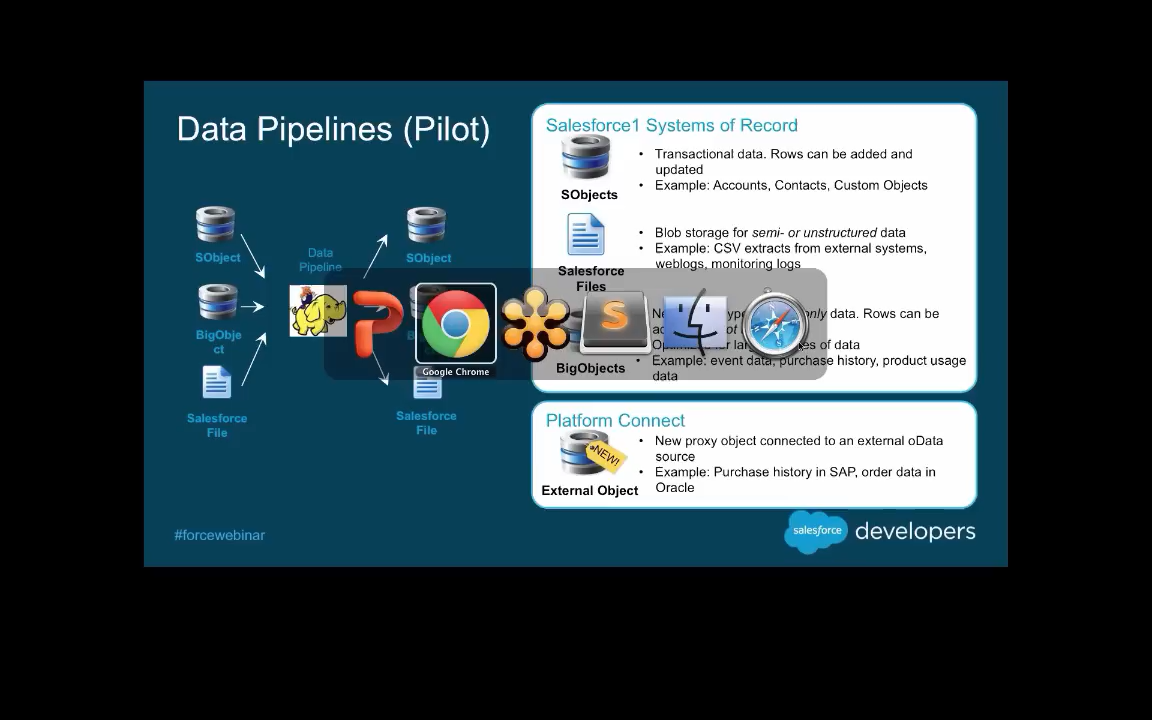 Data Pipelines (Pilot)
SObject
BigObje
ct
Salesforce
File
Data
Pipeline
SObject
Salesforce
File
Salesforce1 Systems of Record
SObjects
• Transactional data. Rows can be added and
updated
• Example: Accounts, Contacts, Custom Objects
Salesforce
Files
• Blob storage for semi- or unstructured data
• Example: CSV extracts from external systems,
weblogs, monitoring logs
BigObjects
data. Rows can be
of data
• Example: event data, purchase history, product usage
data
Google Chrome
Platform Connect
NEW!
External Object
• New proxy object connected to an external oData
source
• Example: Purchase history in SAP, order data in
Oracle
#forcewebinar
salesforce developers